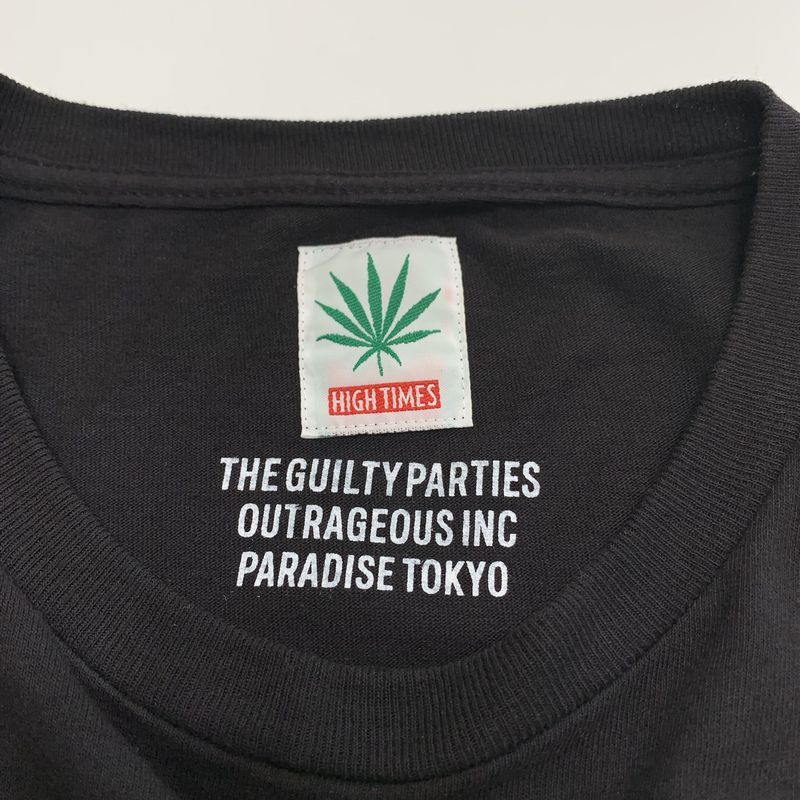 HIGH TIMES
THE GUILTY PARTIES
OUTRAGEOUS INC
PARADISE TOKYO